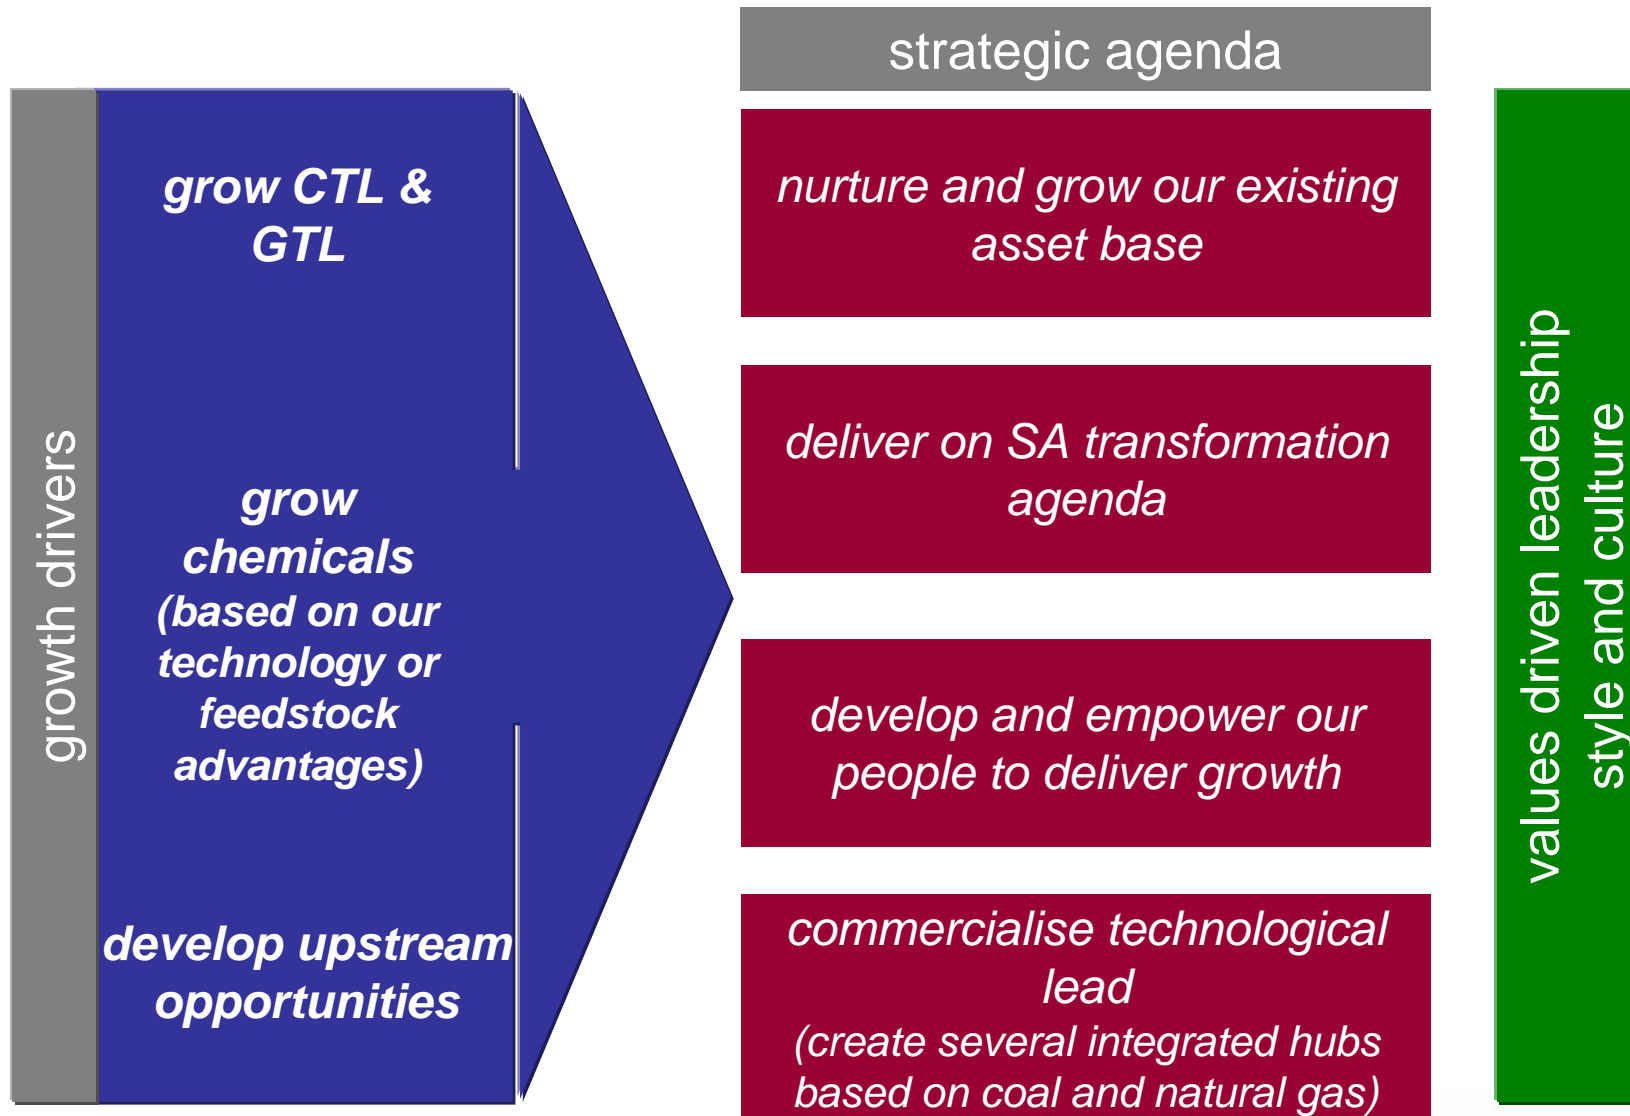 strategic agenda
growth drivers
grow CTL &
GTL
grow
chemicals
(based on our
technology or
feedstock
advantages)
develop upstream
opportunities
nurture and grow our existing
asset base
deliver on SA transformation
agenda
develop and empower our
people to deliver growth
commercialise technological
lead
(create several integrated hubs
based on coal and natural gas)
values driven leadership
style and culture